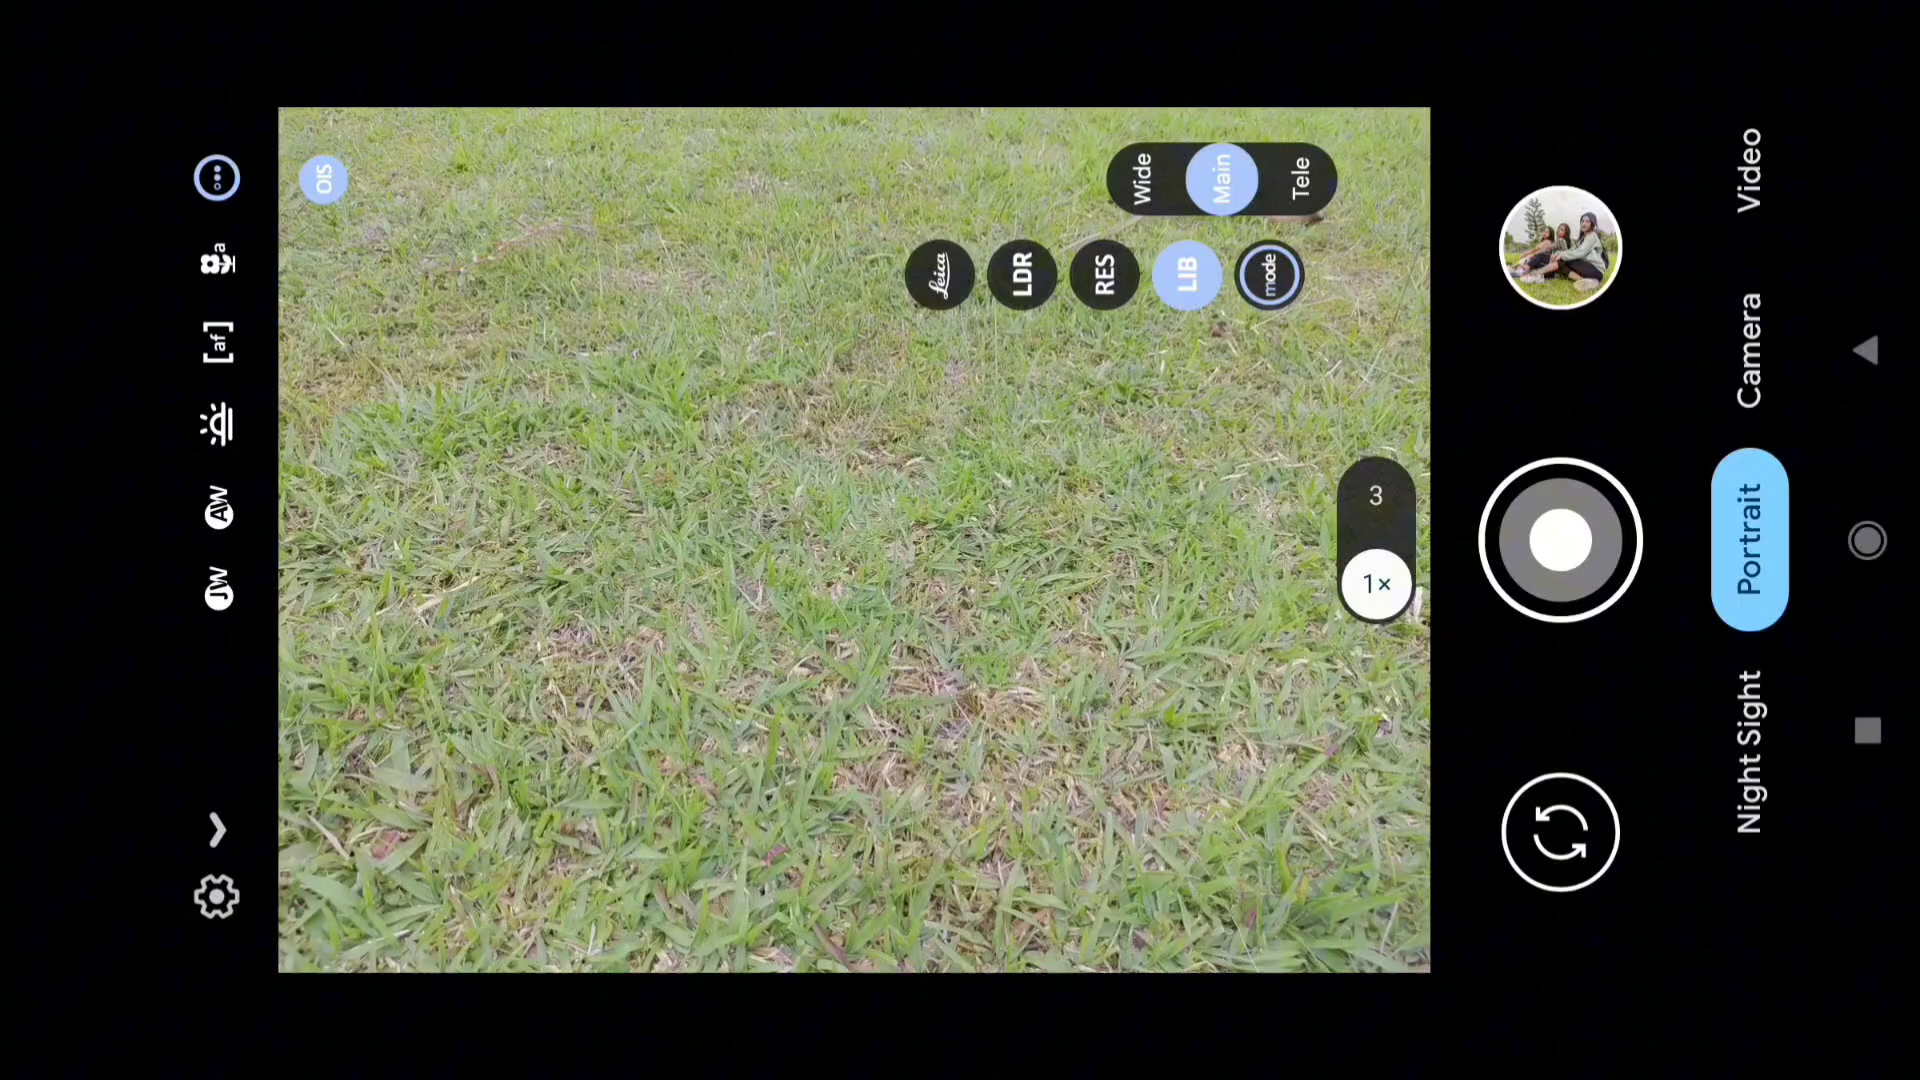 OIS
Wide
Main
Tele
Leica
LDR
RES
LIB
mode
a
[af]
AW
JW
3
1×
Video
Camera
Portrait
Night Sight